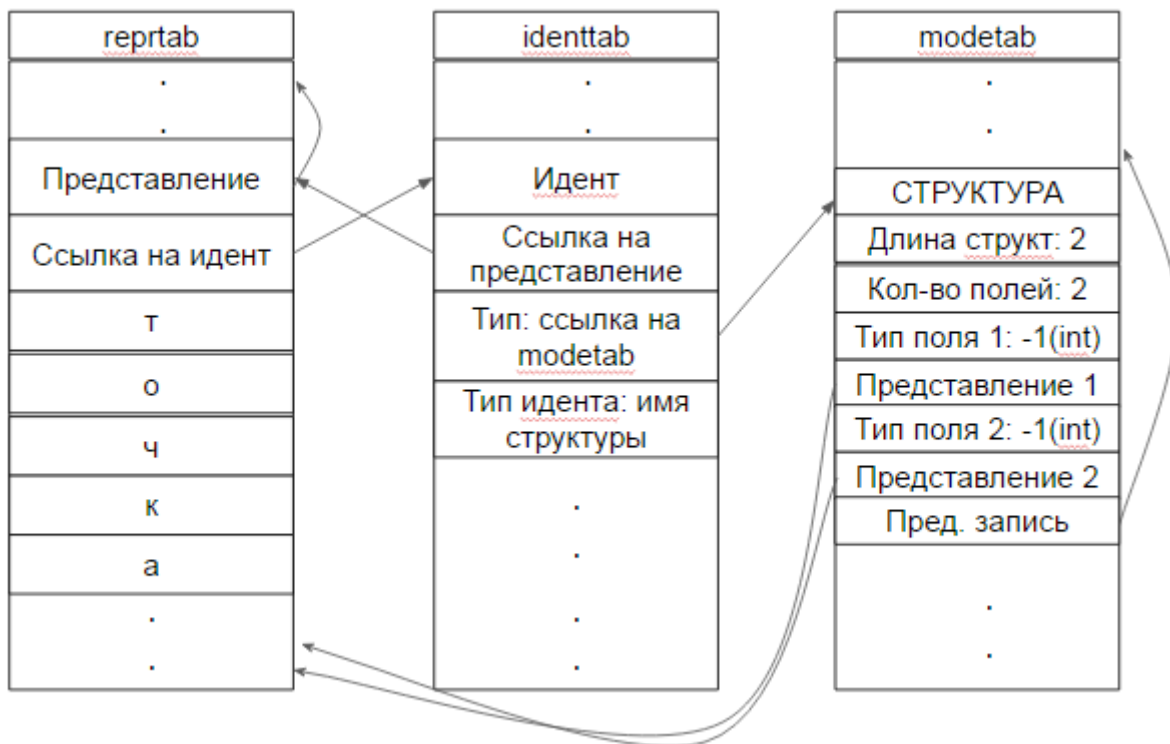 reprtab
.
.
Представление
Ссылка на идент
т
о
ч
к
а
.
.
identtab
.
.
Идент
Ссылка на
представление
Тип: ссылка на
modetab
Тип идента: имя
структуры
.
.
.
.
modetab
.
.
СТРУКТУРА
Длина структ: 2
Кол-во полей: 2
Тип поля 1: -1(int)
Представление 1
Тип поля 2: -1(int)
Представление 2
Пред. запись
.
.